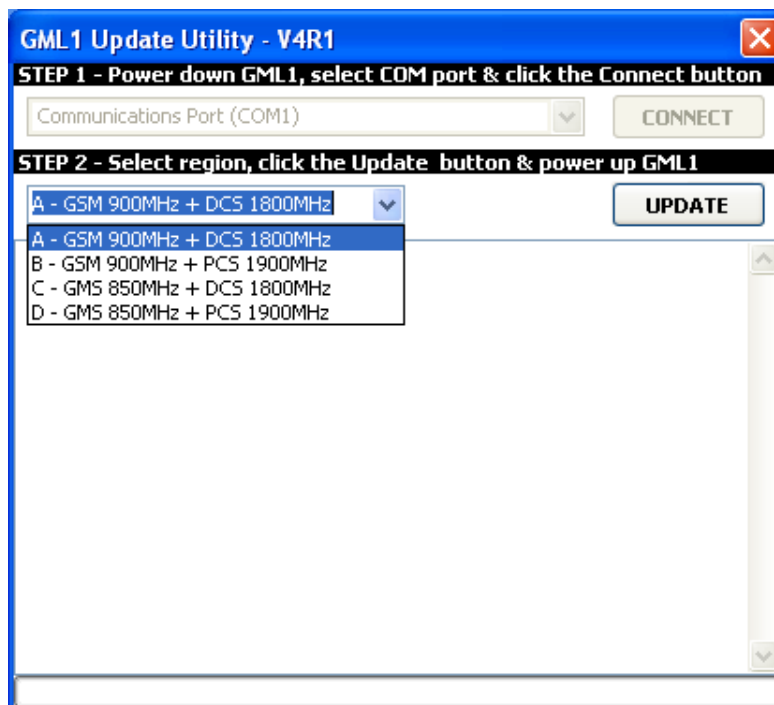 GML1 Update Utility - V4R1
STEP 1 - Power down GML1, select COM port & click the Connect button
Communications Port (COM1)
CONNECT
STEP 2 - Select region, click the Update button & power up GML1
A - GSM 900MHz + DCS 1800MHz
UPDATE
A - GSM 900MHz + DCS 1800MHz
B - GSM 900MHz + PCS 1900MHz
C - GMS 850MHz + DCS 1800MHz
D - GMS 850MHz + PCS 1900MHz